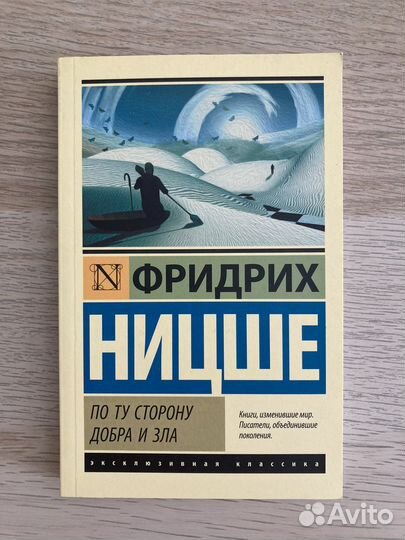 N
ФРИДРИХ
НИЦШЕ
ПО ТУ СТОРОНУ
ДОБРА И ЗЛА
Книги, изменившие мир.
Писатели, объединившие
поколения.
эксклюзивная классика
Avito